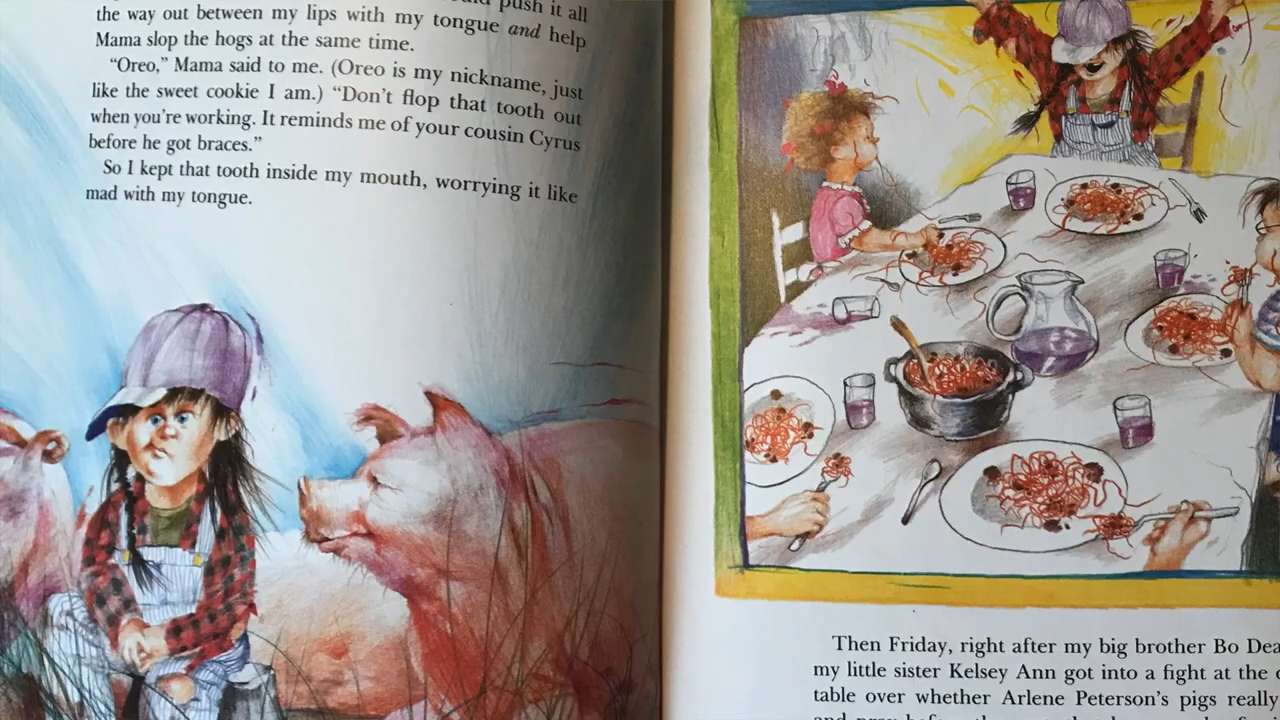 push it all
the way out between my lips with my tongue and help
Mama slop the hogs at the same time.
“Oreo,” Mama said to me. (Oreo is my nickname, just
like the sweet cookie I am.) “Don’t flop that tooth out
when you’re working. It reminds me of your cousin Cyrus
before he got braces.”
So I kept that tooth inside my mouth, worrying it like
mad with my tongue.
Then Friday, right after my big brother Bo Dea
my little sister Kelsey Ann got into a fight at the
table over whether Arlene Peterson’s pigs really